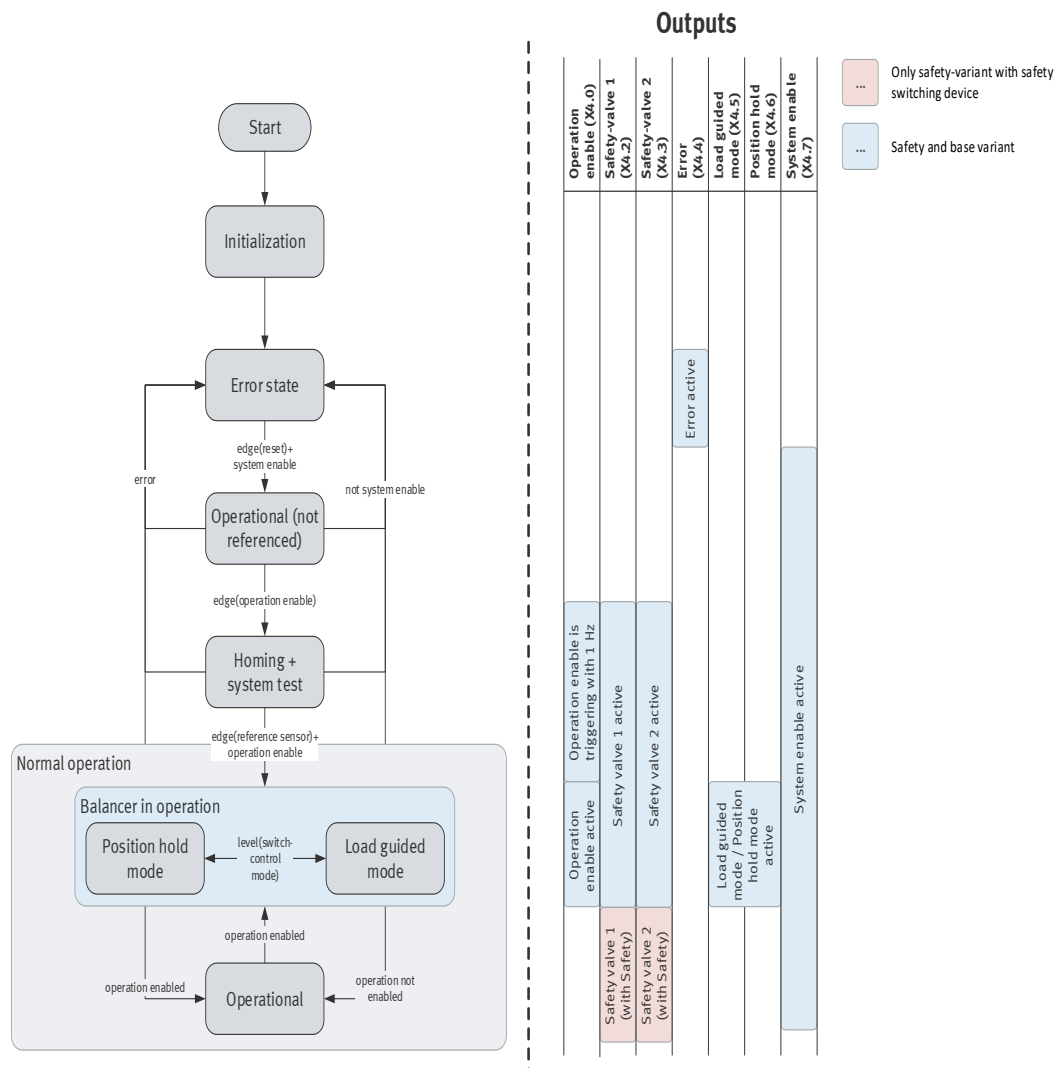 Outputs
Start
Initialization
Error state
edge(reset)+
system enable
error
not system enable
Operational (not
referenced)
edge(operation enable)
Homing +
system test
edge(reference sensor)+
operation enable
Normal operation
Balancer in operation
Position hold
mode
level(switch-
control
mode)
Load guided
mode
operation enabled
operation enabled
operation not
enabled
Operational
Operation
enable (X4.0)
Safety-valve 1
(X4.2)
Safety-valve 2
(X4.3)
Error
(X4.4)
Load guided
mode (X4.5)
Position hold
mode (X4.6)
System enable
(X4.7)
Error active
Operation enable is
triggering with 1 Hz
Operation
enable active
Safety valve 1 active
Safety valve 2 active
Load guided
mode / Position
hold mode
active
System enable active
Safety valve 1
(with Safety)
Safety valve 2
(with Safety)
...
Only safety-variant with safety
switching device
...
Safety and base variant